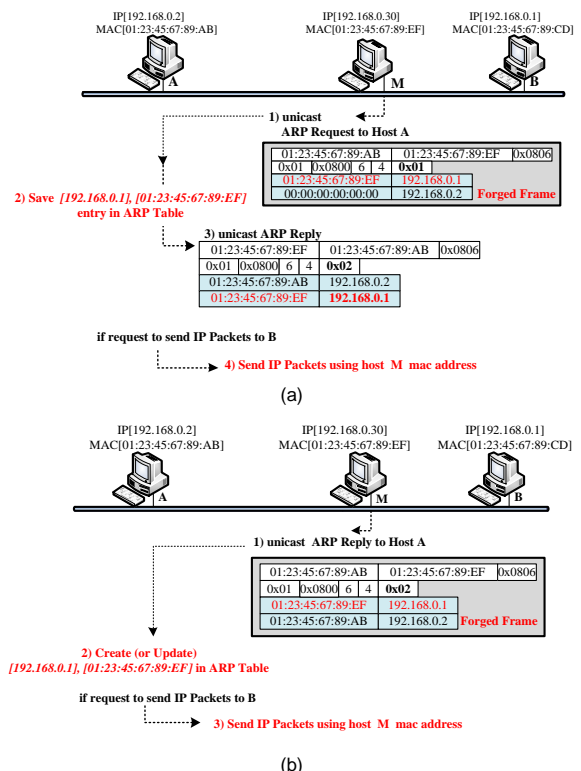 IP[192.168.0.2] IP[192.168.0.30] IP[192.168.0.1]
MAC[01:23:45:67:89:AB] MAC[01:23:45:67:89:EF] MAC[01:23:45:67:89:CD]
A M B
1) unicast
ARP Request to Host A
01:23:45:67:89:AB 01:23:45:67:89:EF 0x0806
0x01 0x0800 6 4 0x01
01:23:45:67:89:EF 192.168.0.1
00:00:00:00:00:00 192.168.0.2 Forged Frame
2) Save [192.168.0.1], [01:23:45:67:89:EF]
entry in ARP Table
3) unicast ARP Reply
01:23:45:67:89:EF 01:23:45:67:89:AB 0x0806
0x01 0x0800 6 4 0x02
01:23:45:67:89:AB 192.168.0.2
01:23:45:67:89:EF 192.168.0.1
if request to send IP Packets to B
4) Send IP Packets using host M mac address
(a)
IP[192.168.0.2] IP[192.168.0.30] IP[192.168.0.1]
MAC[01:23:45:67:89:AB] MAC[01:23:45:67:89:EF] MAC[01:23:45:67:89:CD]
A M B
1) unicast ARP Reply to Host A
01:23:45:67:89:AB 01:23:45:67:89:EF 0x0806
0x01 0x0800 6 4 0x02
01:23:45:67:89:EF 192.168.0.1
01:23:45:67:89:AB 192.168.0.2 Forged Frame
2) Create (or Update)
[192.168.0.1], [01:23:45:67:89:EF] in ARP Table
if request to send IP Packets to B
3) Send IP Packets using host M mac address
(b)